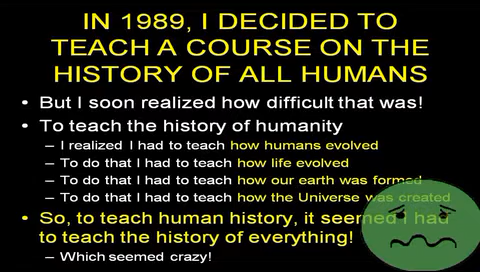 IN 1989, I DECIDED TO
TEACH A COURSE ON THE
HISTORY OF ALL HUMANS
• But I soon realized how difficult that was!
• To teach the history of humanity
– I realized I had to teach how humans evolved
– To do that I had to teach how life evolved
– To do that I had to teach how our earth was formed
– To do that I had to teach how the Universe was created
• So, to teach human history, it seemed I had
to teach the history of everything!
– Which seemed crazy!